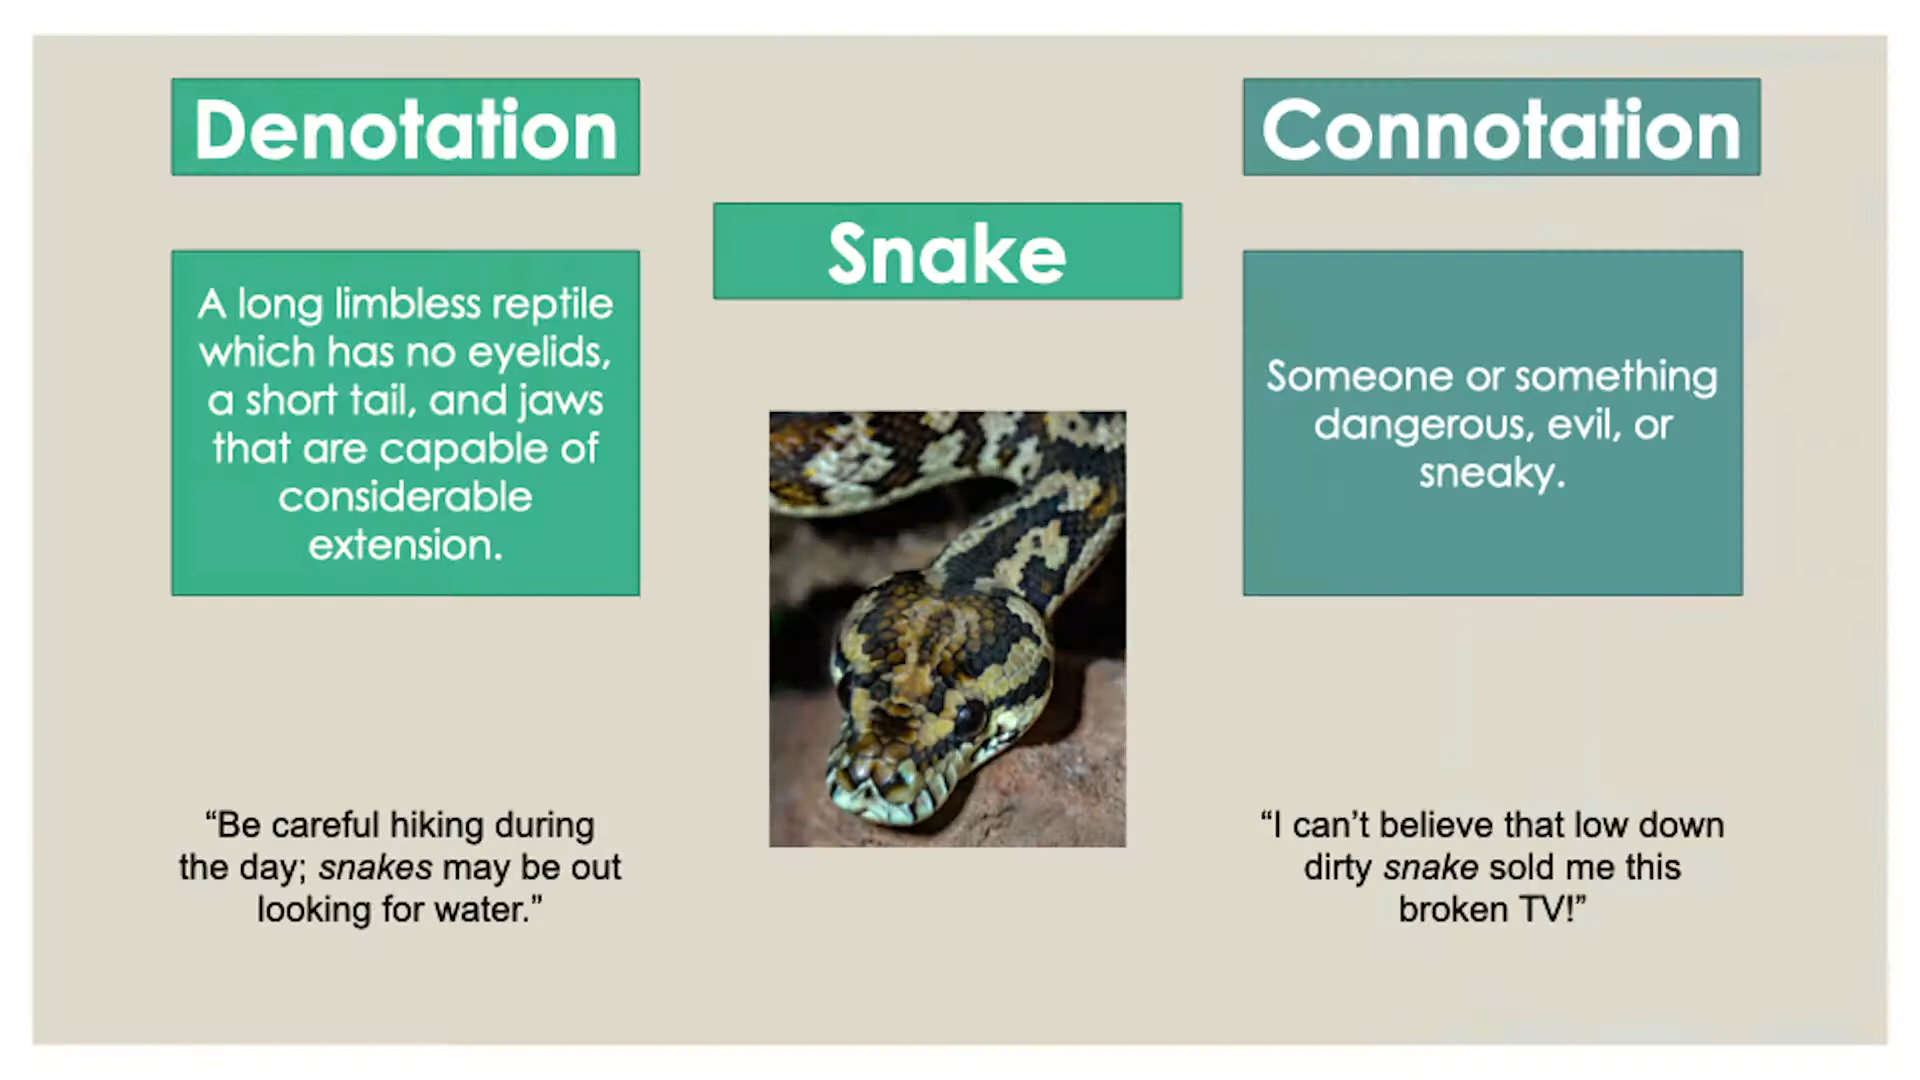 Denotation
A long limbless reptile
which has no eyelids,
a short tail, and jaws
that are capable of
considerable
extension.
“Be careful hiking during
the day; snakes may be out
looking for water.”
Snake
Connotation
Someone or something
dangerous, evil, or
sneaky.
“I can’t believe that low down
dirty snake sold me this
broken TV!”